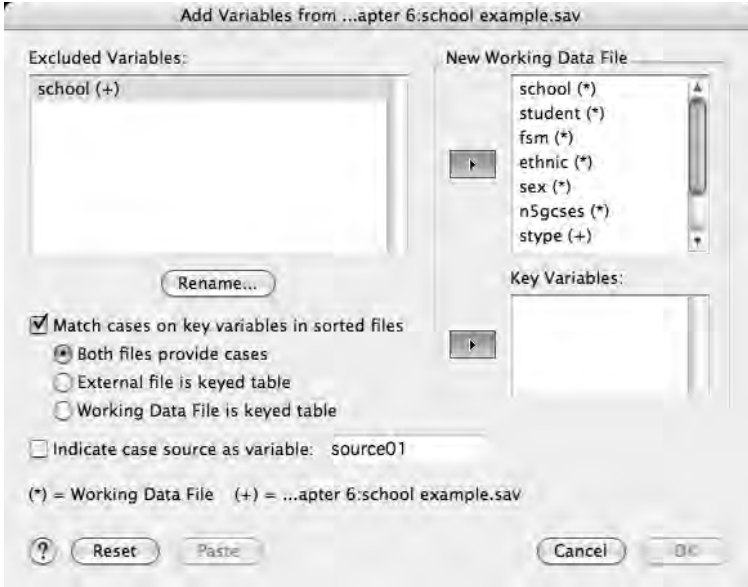 Add Variables from ...apter 6:school example.sav
Excluded Variables:
school (+)
Rename...
Match cases on key variables in sorted files
Both files provide cases
External file is keyed table
Working Data File is keyed table
Indicate case source as variable: source01
New Working Data File
school (*)
student (*)
fsm (*)
ethnic (*)
sex (*)
n5gcses (*)
stype (+)
Key Variables:
(*) = Working Data File (+) = ...apter 6:school example.sav
? Reset Paste Cancel OK